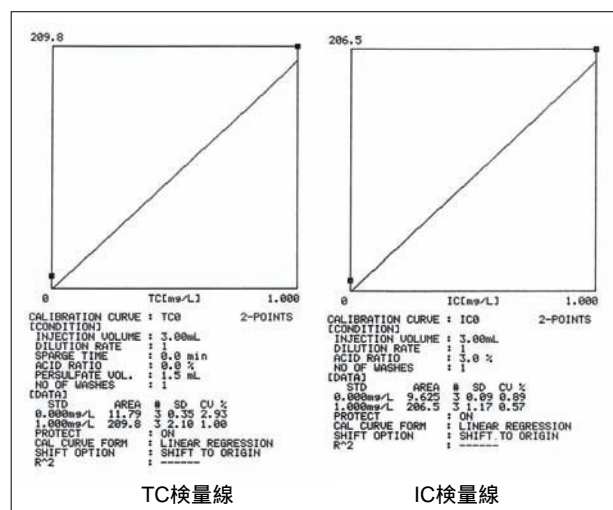 209.8
0 TC[mg/L] 1.000
CALIBRATION CURVE : TC0 2-POINTS
[CONDITION]
INJECTION VOLUME : 3.00mL
DILUTION RATE : 1
SPARGE TIME : 0.0 min
ACID RATIO : 0.0 %
PERSULFATE VOL. : 1.5 mL
NO OF WASHES : 1
[DATA]
STD AREA # SD CV %
0.000mg/L 11.79 3 0.35 2.93
1.000mg/L 209.8 3 2.10 1.00
PROTECT : ON
CAL CURVE FORM : LINEAR REGRESSION
SHIFT OPTION : SHIFT TO ORIGIN
R^2 : ------
TC検量線
206.5
0 IC[mg/L] 1.000
CALIBRATION CURVE : IC0 2-POINTS
[CONDITION]
INJECTION VOLUME : 3.00mL
DILUTION RATE : 1
ACID RATIO : 3.0 %
NO OF WASHES : 1
[DATA]
STD AREA # SD CV %
0.000mg/L 9.625 3 0.09 0.89
1.000mg/L 206.5 3 1.17 0.57
PROTECT : ON
CAL CURVE FORM : LINEAR REGRESSION
SHIFT OPTION : SHIFT TO ORIGIN
R^2 : ------
IC検量線